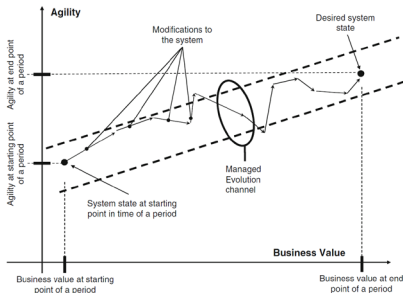 Agility
Desired system
state
Modifications to
the system
Agility at end point
of a period
Agility at starting point
of a period
Managed
Evolution
channel
System state at starting
point in time of a period
Business Value
Business value at starting
point of a period
Business value at end
point of a period